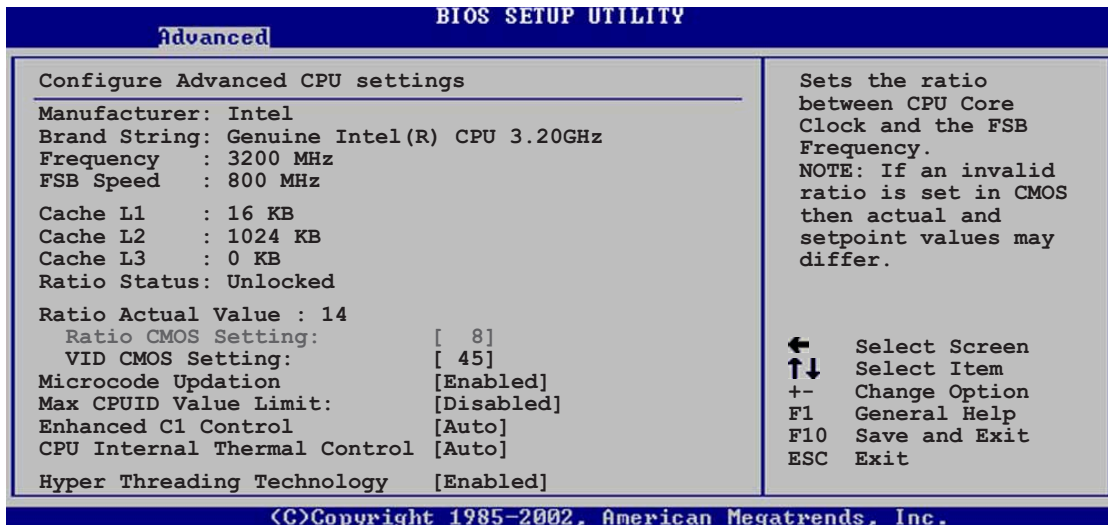 BIOS SETUP UTILITY
Advanced
Configure Advanced CPU settings
Manufacturer: Intel
Brand String: Genuine Intel(R) CPU 3.20GHz
Frequency : 3200 MHz
FSB Speed : 800 MHz
Cache L1 : 16 KB
Cache L2 : 1024 KB
Cache L3 : 0 KB
Ratio Status: Unlocked
Ratio Actual Value : 14
Ratio CMOS Setting: [ 8]
VID CMOS Setting: [ 45]
Microcode Updation [Enabled]
Max CPUID Value Limit: [Disabled]
Enhanced C1 Control [Auto]
CPU Internal Thermal Control [Auto]
Hyper Threading Technology [Enabled]
Sets the ratio
between CPU Core
Clock and the FSB
Frequency.
NOTE: If an invalid
ratio is set in CMOS
then actual and
setpoint values may
differ.
← Select Screen
↑↓ Select Item
+- Change Option
F1 General Help
F10 Save and Exit
ESC Exit
(C)Copyright 1985-2002, American Megatrends, Inc.